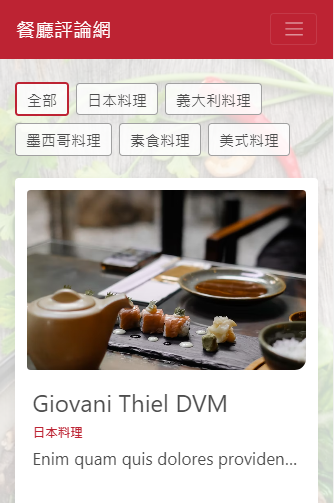 餐廳評論網
全部 日本料理 義大利料理
墨西哥料理 素食料理 美式料理
Giovani Thiel DVM
日本料理
Enim quam quis dolores providen...